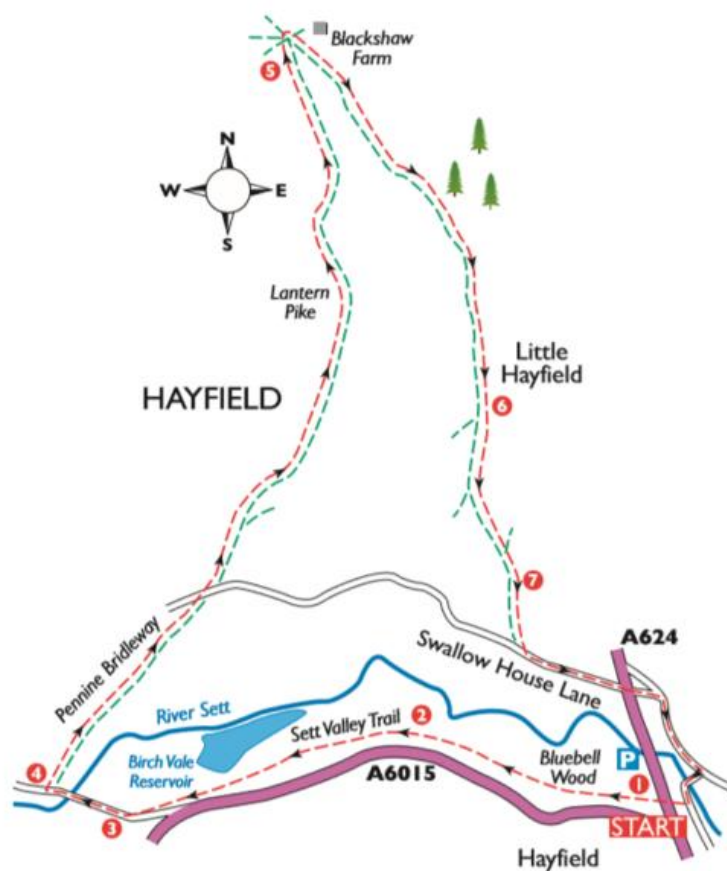 Blackshaw
Farm
5
N
W E
S
Lantern
Pike
HAYFIELD
Little
Hayfield
6
7
Pennine Bridleway
Swallow House Lane
A624
River Sett
Sett Valley Trail
2
Birch Vale
Reservoir
A6015
Bluebell
Wood
P
1
4
3
START
Hayfield